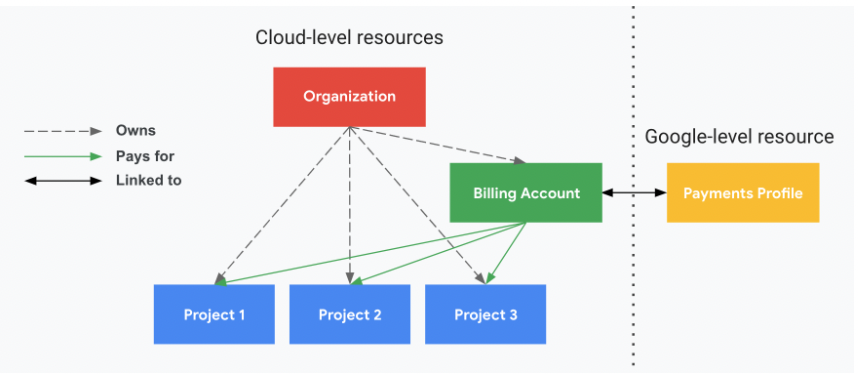 Cloud-level resources
Organization
Owns
Pays for
Linked to
Google-level resource
Billing Account
Payments Profile
Project 1
Project 2
Project 3